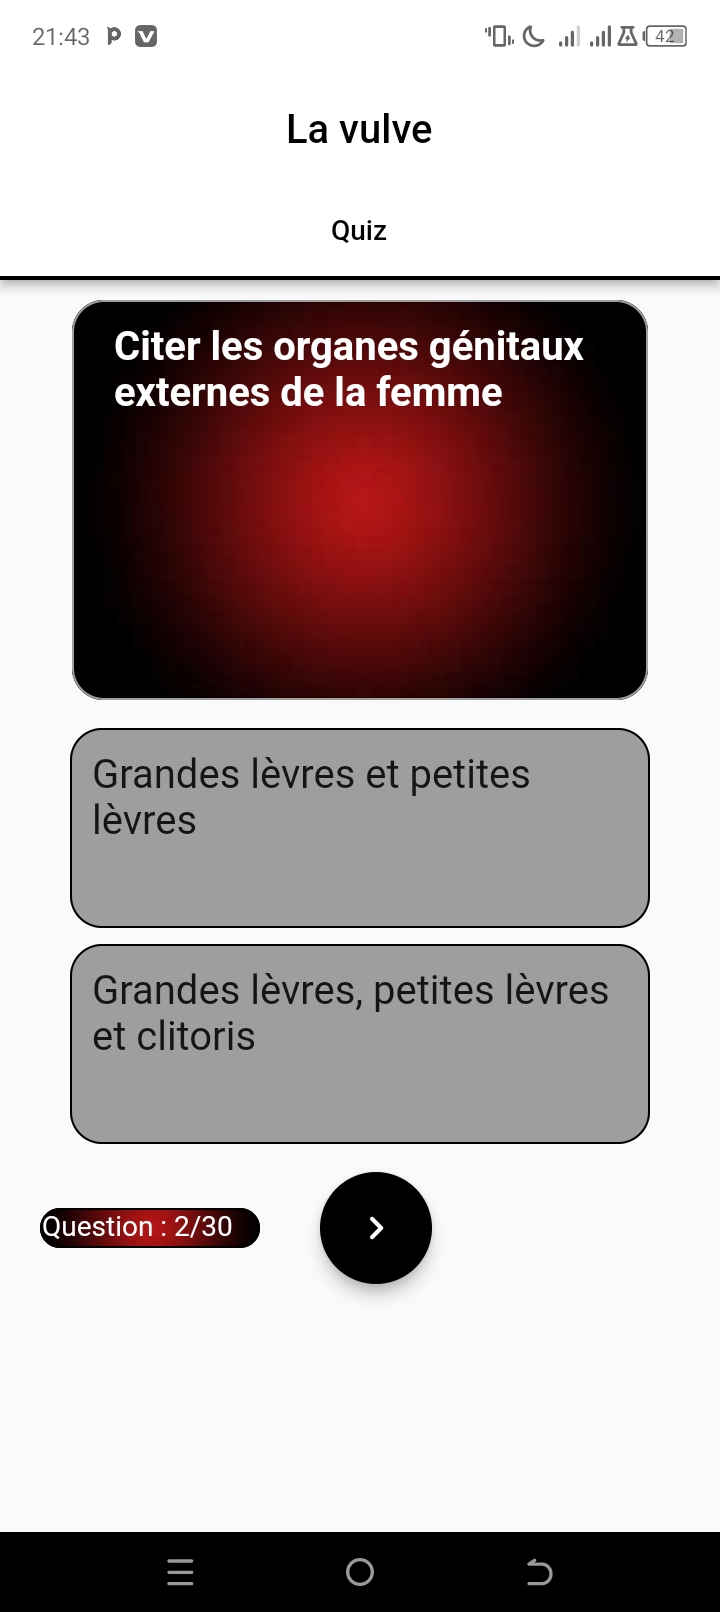 21:43
42
La vulve
Quiz
Citer les organes génitaux
externes de la femme
Grandes lèvres et petites
lèvres
Grandes lèvres, petites lèvres
et clitoris
Question : 2/30